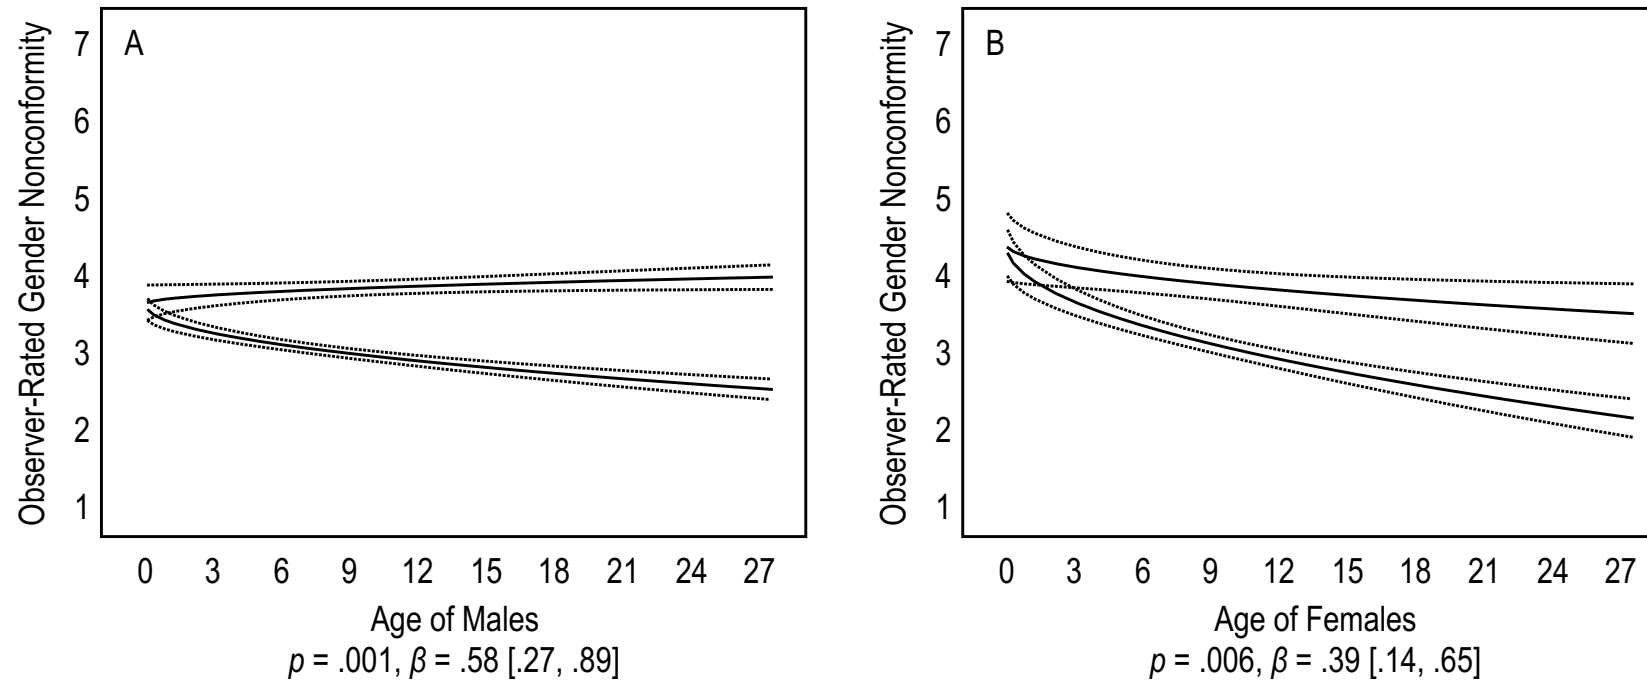 Observer-Rated Gender Nonconformity
A
7
6
5
4
3
2
1
0 3 6 9 12 15 18 21 24 27
Age of Males
p = .001, β = .58 [.27, .89]
Observer-Rated Gender Nonconformity
B
7
6
5
4
3
2
1
0 3 6 9 12 15 18 21 24 27
Age of Females
p = .006, β = .39 [.14, .65]